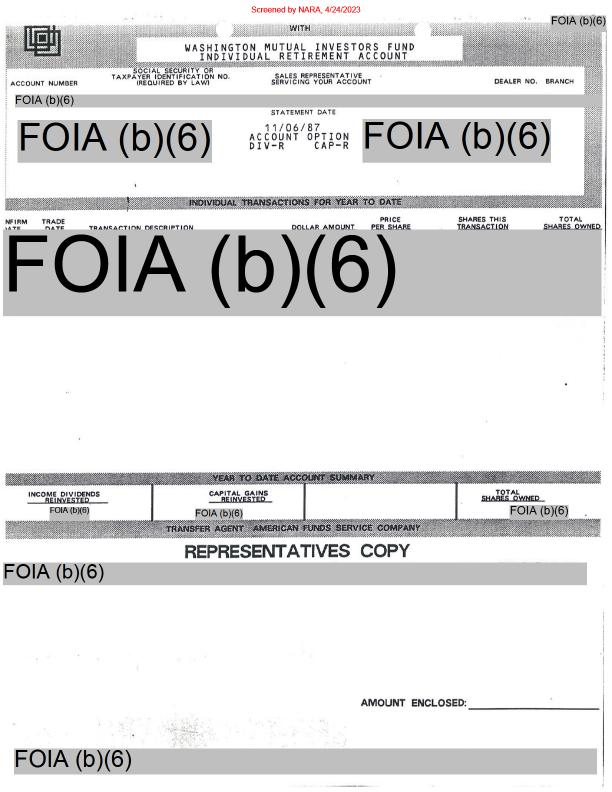 Screened by NARA, 4/24/2023
FOIA (b)(6)
WITH
WASHINGTON MUTUAL INVESTORS FUND
INDIVIDUAL RETIREMENT ACCOUNT
ACCOUNT NUMBER
SOCIAL SECURITY OR
TAXPAYER IDENTIFICATION NO.
(REQUIRED BY LAW)
SALES REPRESENTATIVE
SERVICING YOUR ACCOUNT
DEALER NO. BRANCH
FOIA (b)(6)
STATEMENT DATE
FOIA (b)(6)
11/06/87
ACCOUNT OPTION
DIV-R CAP-R
FOIA (b)(6)
INDIVIDUAL TRANSACTIONS FOR YEAR TO DATE
NFIRM
ATE
TRADE
DATE
TRANSACTION DESCRIPTION
DOLLAR AMOUNT
PRICE
PER SHARE
SHARES THIS
TRANSACTION
TOTAL
SHARES OWNED
FOIA (b)(6)
YEAR TO DATE ACCOUNT SUMMARY
INCOME DIVIDENDS
REINVESTED
FOIA (b)(6)
CAPITAL GAINS
REINVESTED
FOIA (b)(6)
TOTAL
SHARES OWNED
FOIA (b)(6)
TRANSFER AGENT AMERICAN FUNDS SERVICE COMPANY
REPRESENTATIVES COPY
FOIA (b)(6)
AMOUNT ENCLOSED:
FOIA (b)(6)